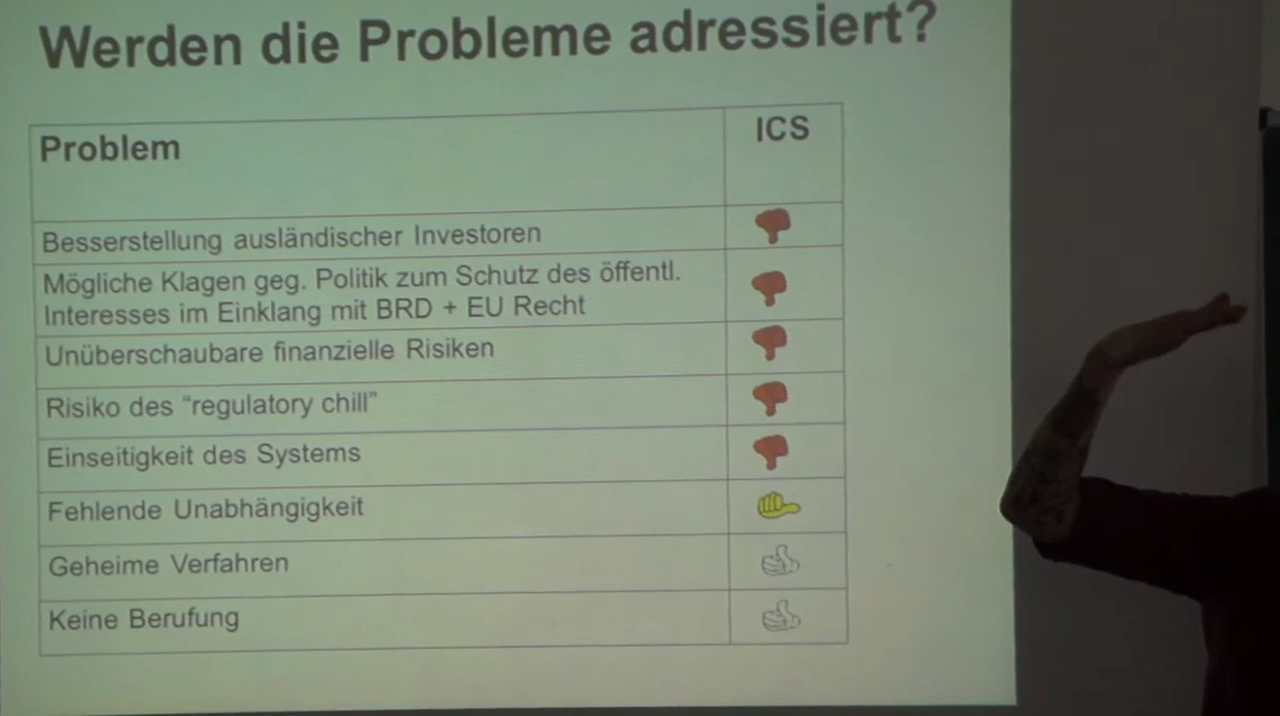 Werden die Probleme adressiert?
Problem
ICS
Besserstellung ausländischer Investoren
Mögliche Klagen geg. Politik zum Schutz des öffentl.
Interesses im Einklang mit BRD + EU Recht
Unüberschaubare finanzielle Risiken
Risiko des “regulatory chill”
Einseitigkeit des Systems
Fehlende Unabhängigkeit
Geheime Verfahren
Keine Berufung